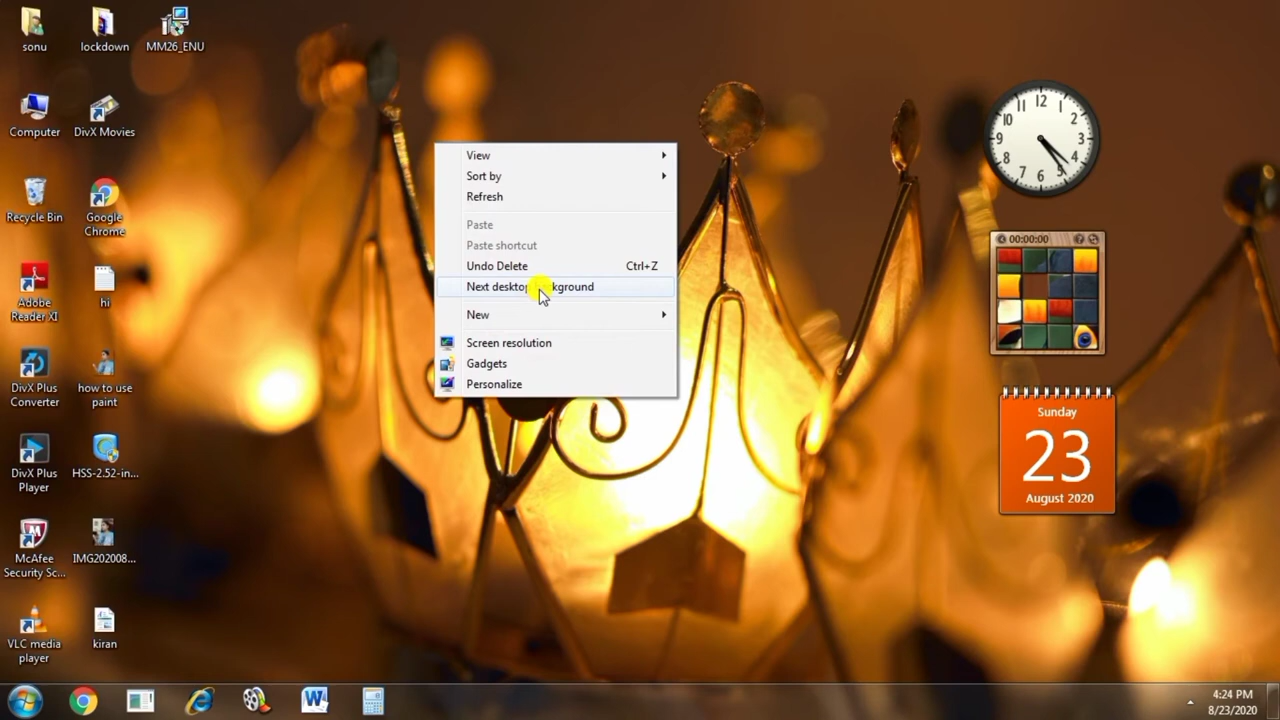 sonu
lockdown
MM26_ENU
Computer
DivX Movies
Recycle Bin
Google
Chrome
Adobe
Reader XI
hi
DivX Plus
Converter
how to use
paint
DivX Plus
Player
HSS-2.52-in...
McAfee
Security Sc...
IMG202008...
VLC media
player
kiran
View
Sort by
Refresh
Paste
Paste shortcut
Undo Delete Ctrl+Z
Next desktop
New
Screen resolution
Gadgets
Personalize
12
11
10 2
9 3
8 4
7 5
6
00:00:00 ?
Sunday
23
August 2020
W
4:24 PM
8/23/2020